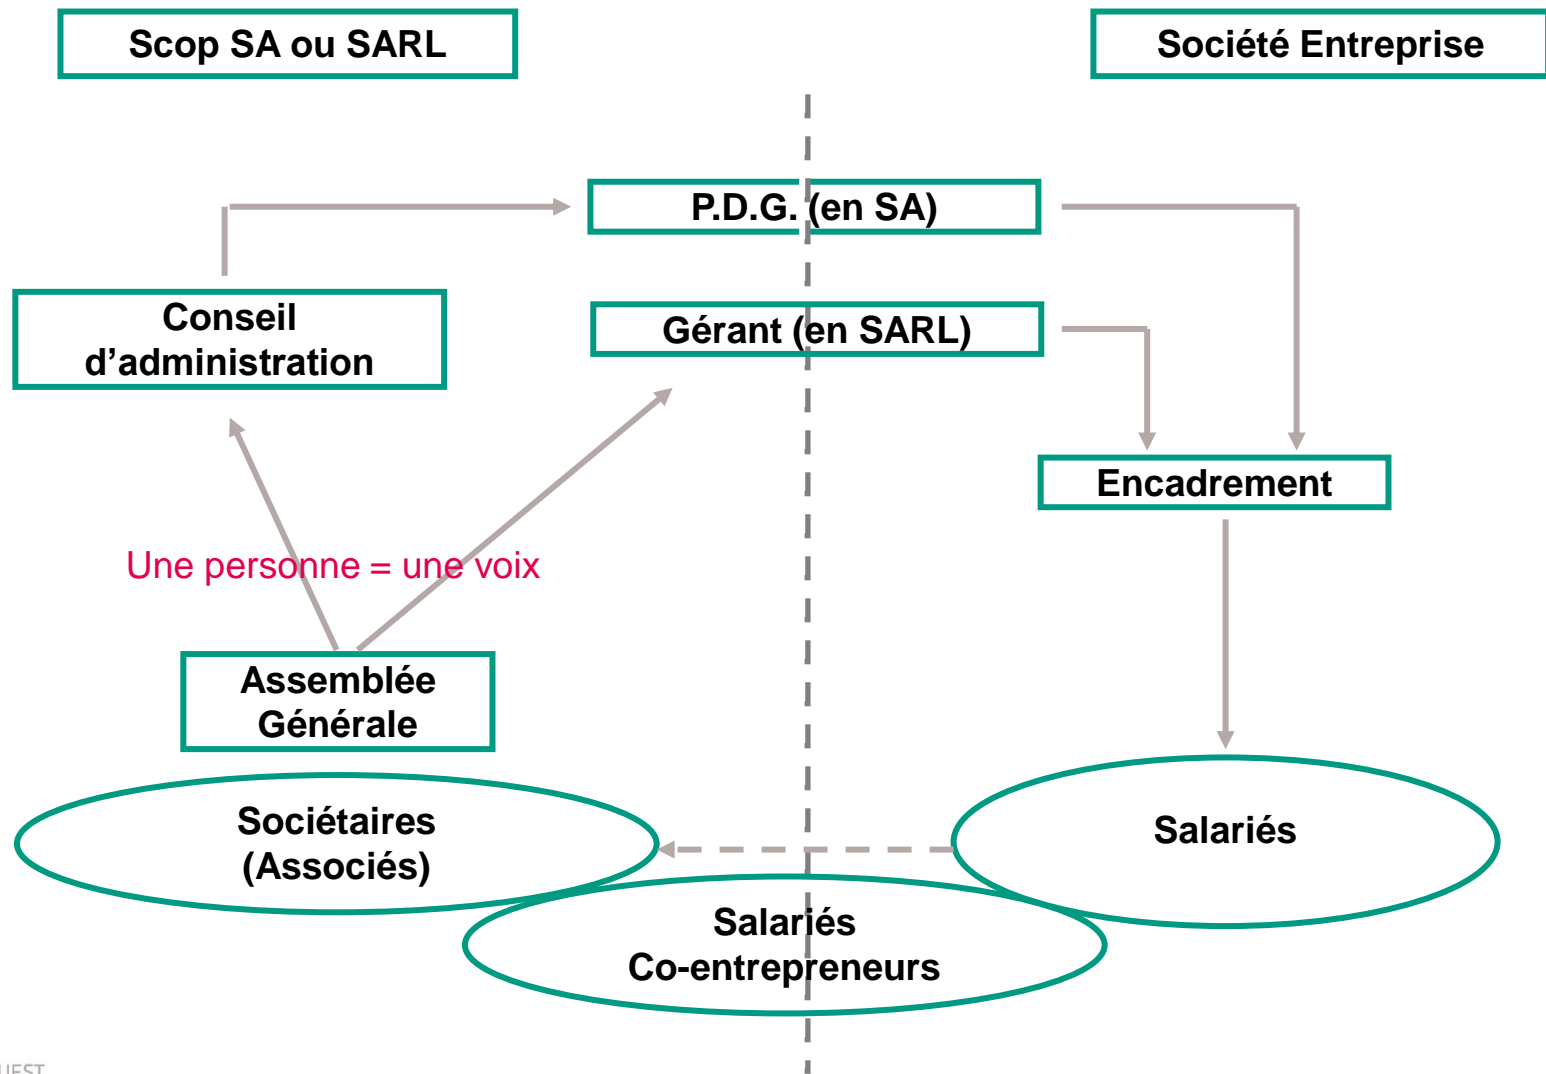 Scop SA ou SARL
Société Entreprise
P.D.G. (en SA)
Conseil
d’administration
Gérant (en SARL)
Encadrement
Une personne = une voix
Assemblée
Générale
Sociétaires
(Associés)
Salariés
Salariés
Co-entrepreneurs